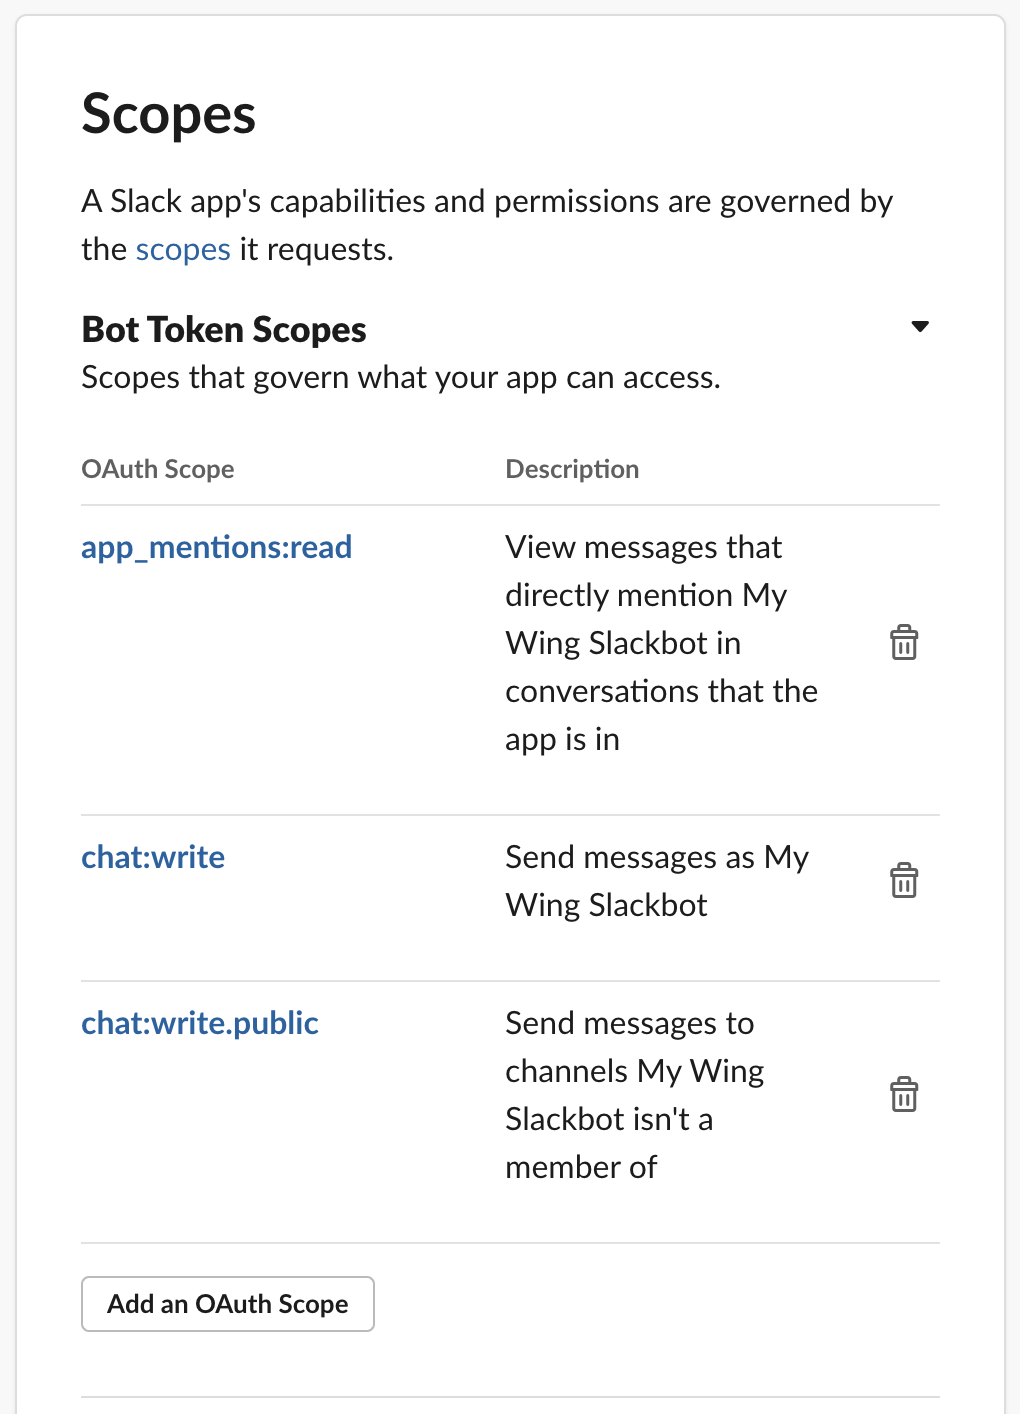 Scopes
A Slack app's capabilities and permissions are governed by
the scopes it requests.
Bot Token Scopes
Scopes that govern what your app can access.
OAuth Scope Description
app_mentions:read View messages that
directly mention My
Wing Slackbot in
conversations that the
app is in
chat:write Send messages as My
Wing Slackbot
chat:write.public Send messages to
channels My Wing
Slackbot isn't a
member of
Add an OAuth Scope